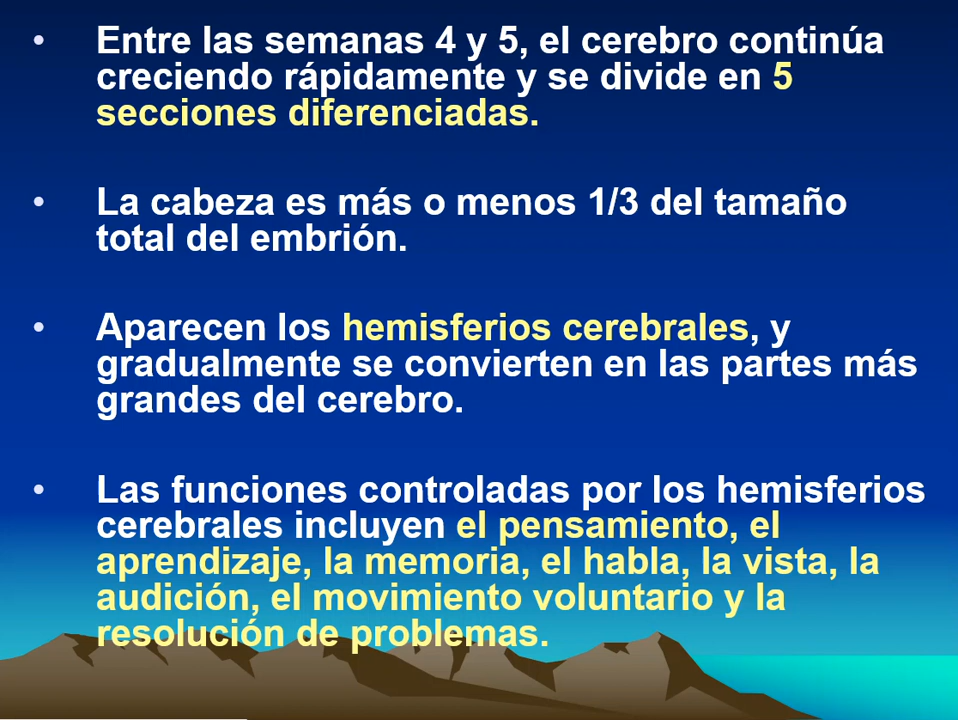 • Entre las semanas 4 y 5, el cerebro continúa
creciendo rápidamente y se divide en 5
secciones diferenciadas.
• La cabeza es más o menos 1/3 del tamaño
total del embrión.
• Aparecen los hemisferios cerebrales, y
gradualmente se convierten en las partes más
grandes del cerebro.
• Las funciones controladas por los hemisferios
cerebrales incluyen el pensamiento, el
aprendizaje, la memoria, el habla, la vista, la
audición, el movimiento voluntario y la
resolución de problemas.